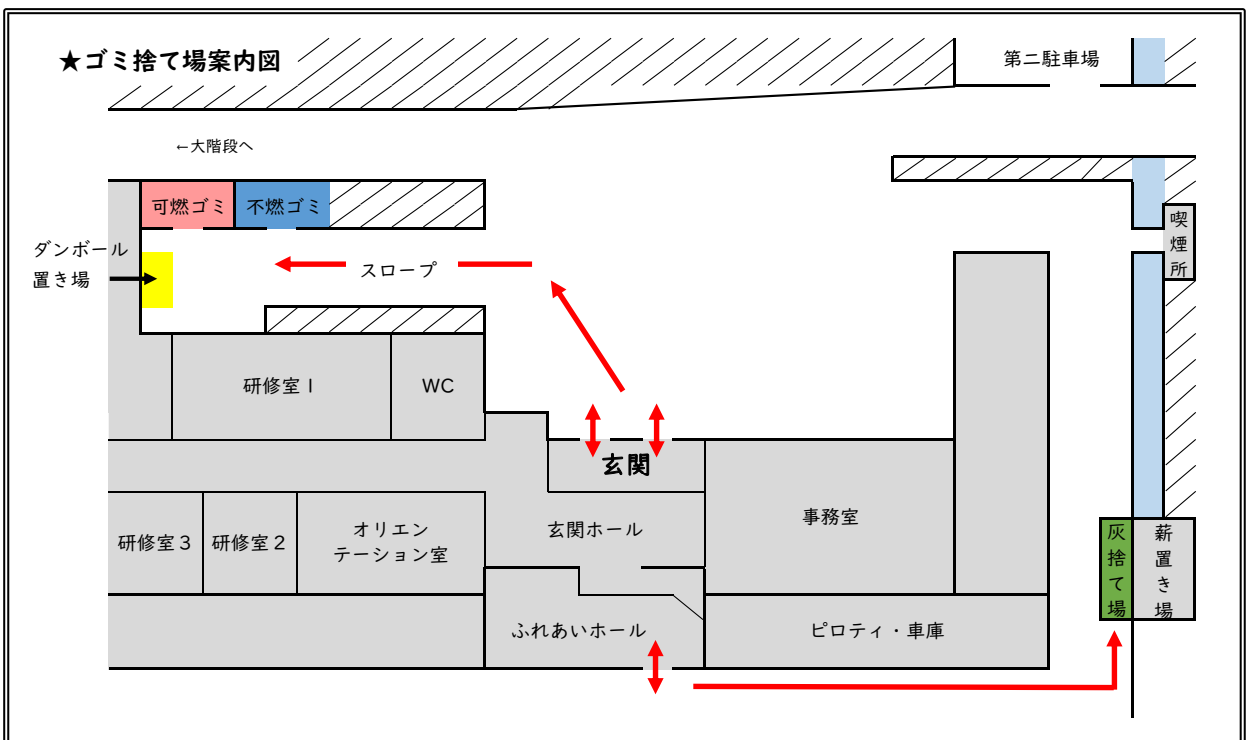 ★ゴミ捨て場案内図
第二駐車場
←大階段へ
可燃ゴミ
不燃ゴミ
喫煙所
ダンボール
置き場
スロープ
研修室1
WC
玄関
事務室
玄関ホール
オリエン
テーション室
研修室3
研修室2
灰捨て場
薪置き場
ふれあいホール
ピロティ・車庫